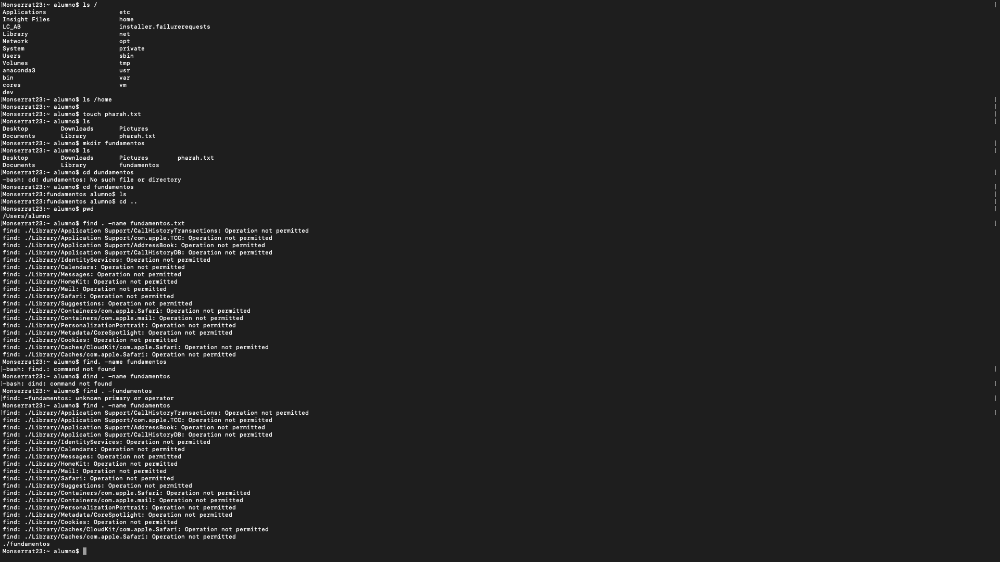 [Monserrat23:~ alumno$ ls / ]
Applications etc
Insight Files home
LC_AB installer.failurerequests
Library net
Network opt
System private
Users sbin
Volumes tmp
anaconda3 usr
bin var
cores vm
dev
[Monserrat23:~ alumno$ ls /home ]
[Monserrat23:~ alumno$ ]
[Monserrat23:~ alumno$ touch pharah.txt ]
[Monserrat23:~ alumno$ ls ]
Desktop Downloads Pictures
Documents Library pharah.txt
[Monserrat23:~ alumno$ mkdir fundamentos ]
[Monserrat23:~ alumno$ ls ]
Desktop Downloads Pictures pharah.txt
Documents Library fundamentos
[Monserrat23:~ alumno$ cd dundamentos ]
-bash: cd: dundamentos: No such file or directory
[Monserrat23:~ alumno$ cd fundamentos ]
[Monserrat23:fundamentos alumno$ ls ]
[Monserrat23:fundamentos alumno$ cd .. ]
[Monserrat23:~ alumno$ pwd ]
/Users/alumno
[Monserrat23:~ alumno$ find . -name fundamentos.txt ]
find: ./Library/Application Support/CallHistoryTransactions: Operation not permitted
find: ./Library/Application Support/com.apple.TCC: Operation not permitted
find: ./Library/Application Support/AddressBook: Operation not permitted
find: ./Library/Application Support/CallHistoryDB: Operation not permitted
find: ./Library/IdentityServices: Operation not permitted
find: ./Library/Calendars: Operation not permitted
find: ./Library/Messages: Operation not permitted
find: ./Library/HomeKit: Operation not permitted
find: ./Library/Mail: Operation not permitted
find: ./Library/Safari: Operation not permitted
find: ./Library/Suggestions: Operation not permitted
find: ./Library/Containers/com.apple.Safari: Operation not permitted
find: ./Library/Containers/com.apple.mail: Operation not permitted
find: ./Library/PersonalizationPortrait: Operation not permitted
find: ./Library/Metadata/CoreSpotlight: Operation not permitted
find: ./Library/Cookies: Operation not permitted
find: ./Library/Caches/CloudKit/com.apple.Safari: Operation not permitted
find: ./Library/Caches/com.apple.Safari: Operation not permitted
Monserrat23:~ alumno$ find. -name fundamentos
[-bash: find.: command not found ]
Monserrat23:~ alumno$ dind . -name fundamentos
[-bash: dind: command not found ]
Monserrat23:~ alumno$ find . -fundamentos
[find: -fundamentos: unknown primary or operator ]
Monserrat23:~ alumno$ find . -name fundamentos
[find: ./Library/Application Support/CallHistoryTransactions: Operation not permitted ]
find: ./Library/Application Support/com.apple.TCC: Operation not permitted
find: ./Library/Application Support/AddressBook: Operation not permitted
find: ./Library/Application Support/CallHistoryDB: Operation not permitted
find: ./Library/IdentityServices: Operation not permitted
find: ./Library/Calendars: Operation not permitted
find: ./Library/Messages: Operation not permitted
find: ./Library/HomeKit: Operation not permitted
find: ./Library/Mail: Operation not permitted
find: ./Library/Safari: Operation not permitted
find: ./Library/Suggestions: Operation not permitted
find: ./Library/Containers/com.apple.Safari: Operation not permitted
find: ./Library/Containers/com.apple.mail: Operation not permitted
find: ./Library/PersonalizationPortrait: Operation not permitted
find: ./Library/Metadata/CoreSpotlight: Operation not permitted
find: ./Library/Cookies: Operation not permitted
find: ./Library/Caches/CloudKit/com.apple.Safari: Operation not permitted
find: ./Library/Caches/com.apple.Safari: Operation not permitted
./fundamentos
Monserrat23:~ alumno$